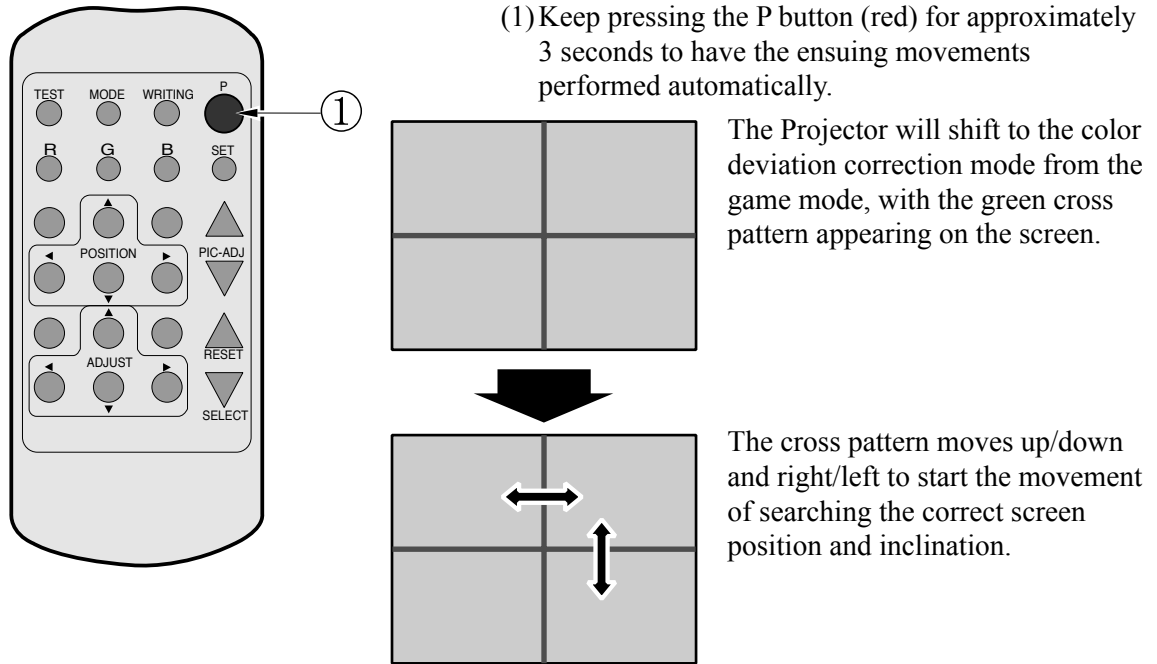 (1) Keep pressing the P button (red) for approximately
3 seconds to have the ensuing movements
performed automatically.
TEST MODE WRITING P
1
R G B SET
POSITION PIC-ADJ
RESET
ADJUST
SELECT
The Projector will shift to the color
deviation correction mode from the
game mode, with the green cross
pattern appearing on the screen.
The cross pattern moves up/down
and right/left to start the movement
of searching the correct screen
position and inclination.